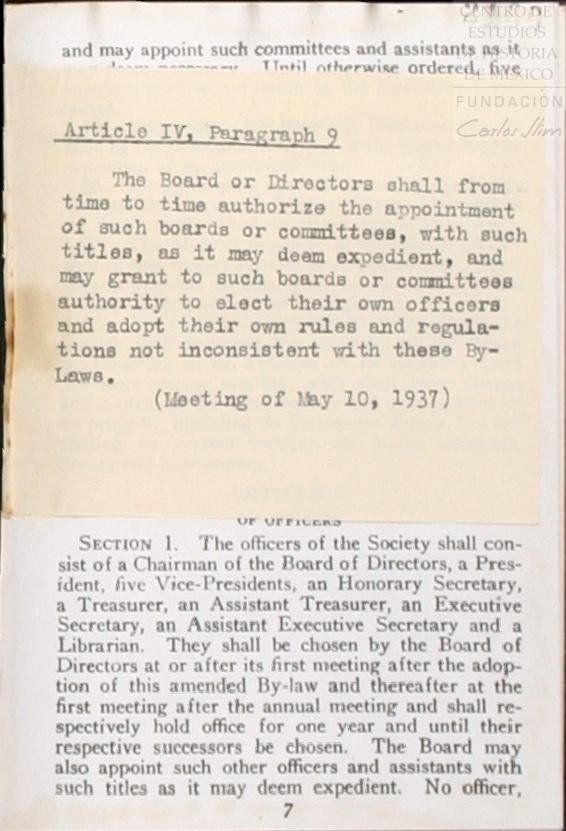 CENTRO DE
ESTUDIOS
DE HISTORIA
DE MÉXICO
FUNDACIÓN
Carlos Slim
and may appoint such committees and assistants as it
may deem necessary. Until otherwise ordered, five
Article IV, Paragraph 9
The Board or Directors shall from
time to time authorize the appointment
of such boards or committees, with such
titles, as it may deem expedient, and
may grant to such boards or committees
authority to elect their own officers
and adopt their own rules and regula-
tions not inconsistent with these By-
Laws.
(Meeting of May 10, 1937)
OF OFFICERS
SECTION 1. The officers of the Society shall con-
sist of a Chairman of the Board of Directors, a Pres-
ident, five Vice-Presidents, an Honorary Secretary,
a Treasurer, an Assistant Treasurer, an Executive
Secretary, an Assistant Executive Secretary and a
Librarian. They shall be chosen by the Board of
Directors at or after its first meeting after the adop-
tion of this amended By-law and thereafter at the
first meeting after the annual meeting and shall re-
spectively hold office for one year and until their
respective successors be chosen. The Board may
also appoint such other officers and assistants with
such titles as it may deem expedient. No officer,
7